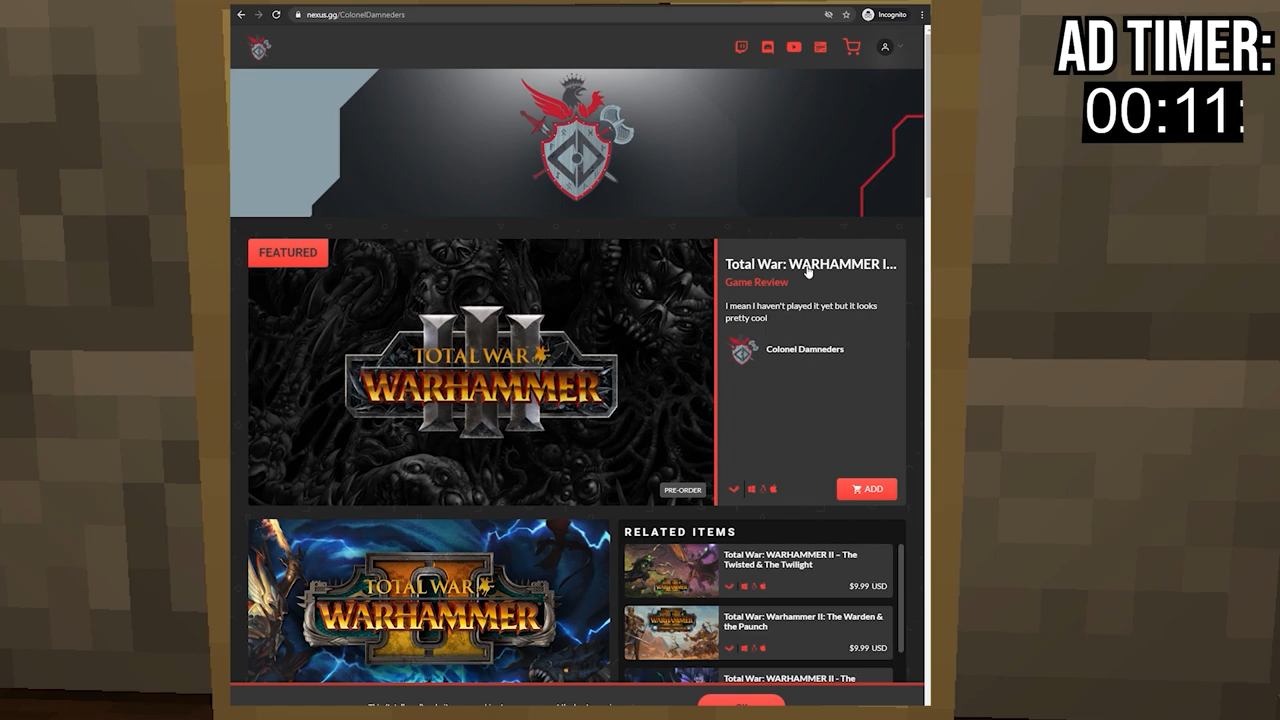 nexus.gg/ColonelDamneders
Incognito
AD TIMER:
00:11:
FEATURED
TOTAL WAR
WARHAMMER
III
PRE-ORDER
Total War: WARHAMMER I...
Game Review
I mean I haven't played it yet but it looks
pretty cool
Colonel Damneders
ADD
TOTAL WAR
WARHAMMER
II
RELATED ITEMS
Total War: WARHAMMER II – The
Twisted & The Twilight
$9.99 USD
Total War: Warhammer II: The Warden &
the Paunch
$9.99 USD
Total War: WARHAMMER II - The